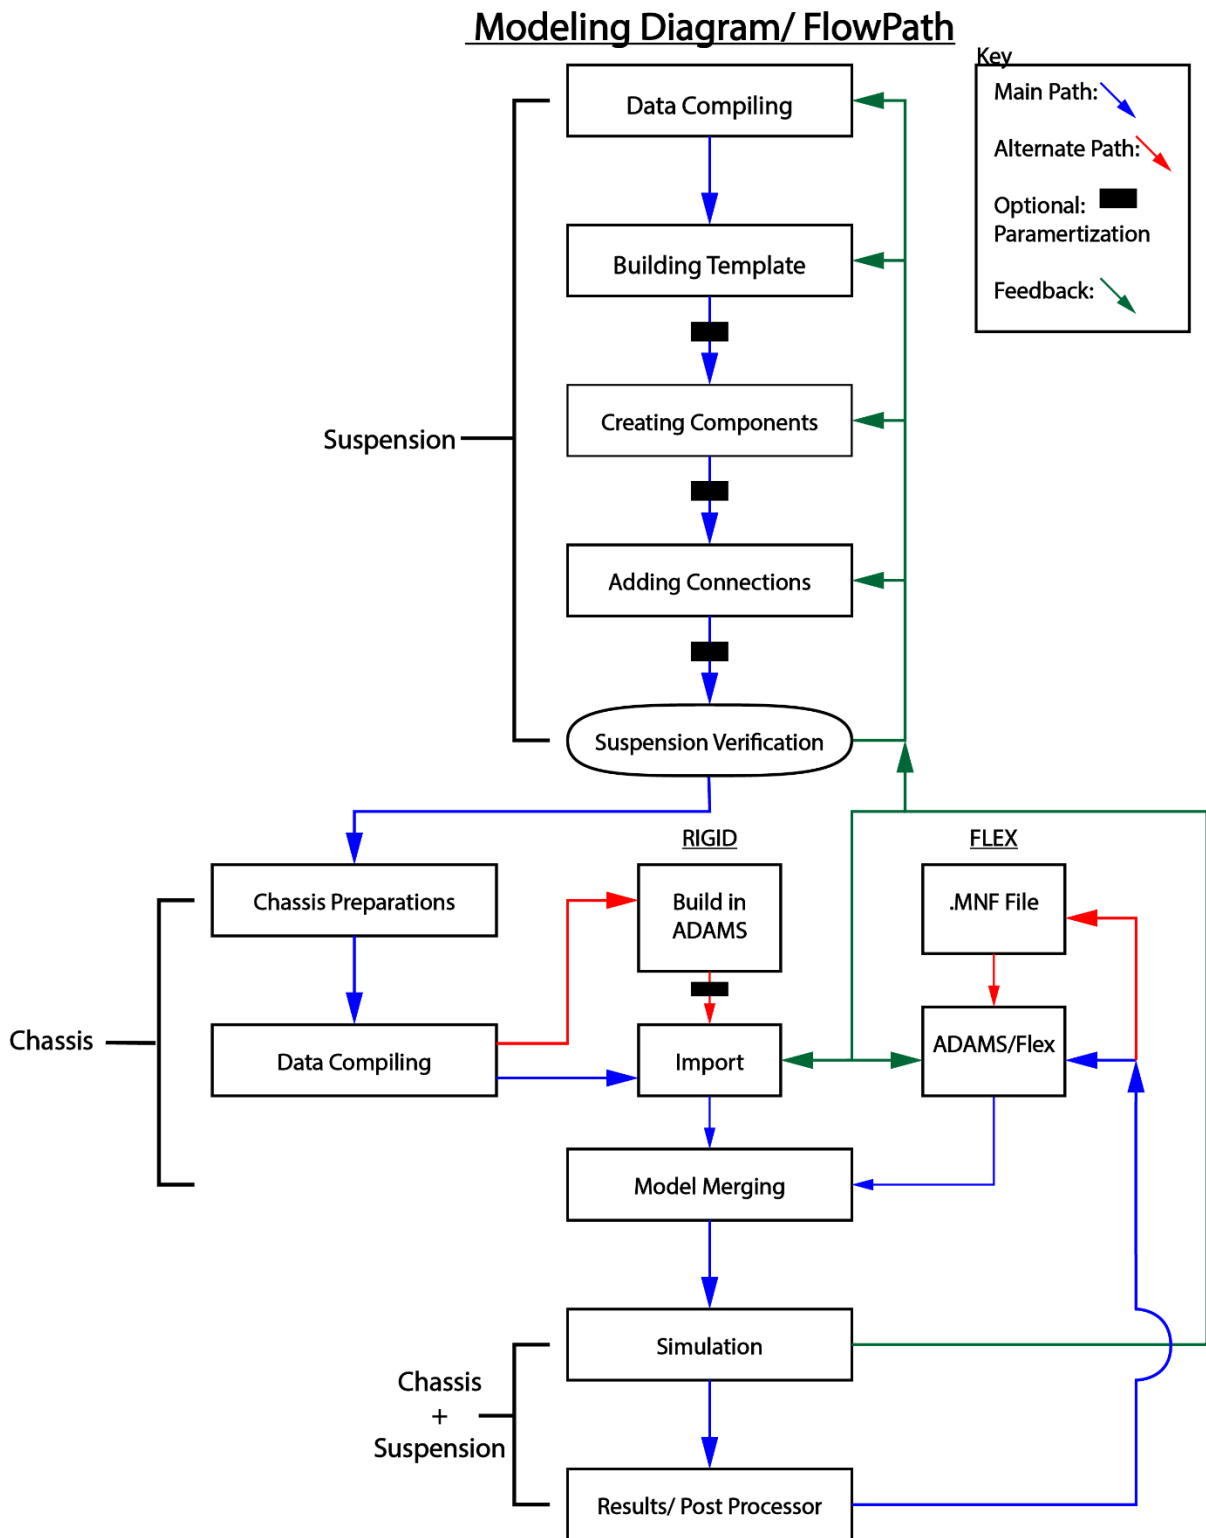 Modeling Diagram/ FlowPath
Key
Main Path:
Alternate Path:
Optional:
Paramertization
Feedback:
Data Compiling
Building Template
Creating Components
Suspension
Adding Connections
Suspension Verification
RIGID
FLEX
Chassis Preparations
Build in
ADAMS
.MNF File
Chassis
Data Compiling
Import
ADAMS/Flex
Model Merging
Simulation
Chassis
+
Suspension
Results/ Post Processor